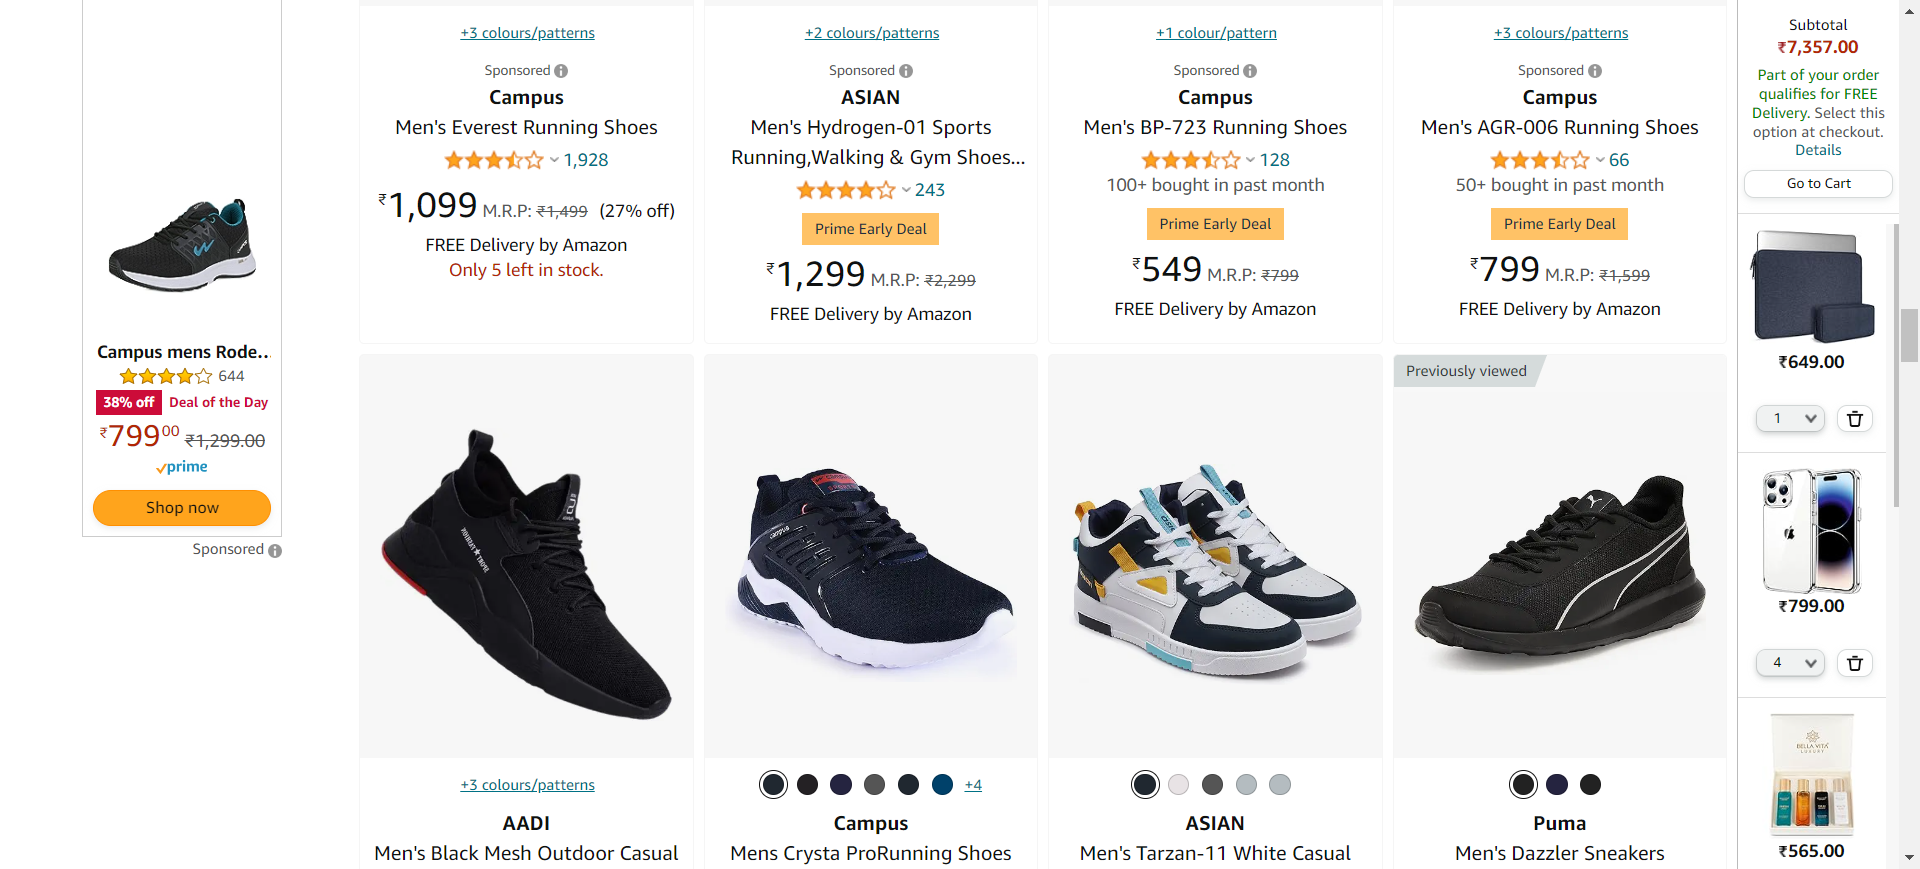 +3 colours/patterns
Sponsored
Campus
Men's Everest Running Shoes
1,928
₹1,099 M.R.P: ₹1,499 (27% off)
FREE Delivery by Amazon
Only 5 left in stock.
+2 colours/patterns
Sponsored
ASIAN
Men's Hydrogen-01 Sports
Running,Walking & Gym Shoes...
243
Prime Early Deal
₹1,299 M.R.P: ₹2,299
FREE Delivery by Amazon
+1 colour/pattern
Sponsored
Campus
Men's BP-723 Running Shoes
128
100+ bought in past month
Prime Early Deal
₹549 M.R.P: ₹799
FREE Delivery by Amazon
+3 colours/patterns
Sponsored
Campus
Men's AGR-006 Running Shoes
66
50+ bought in past month
Prime Early Deal
₹799 M.R.P: ₹1,599
FREE Delivery by Amazon
Campus mens Rode...
644
38% off Deal of the Day
₹79900 ₹1,299.00
prime
Shop now
Sponsored
+3 colours/patterns
AADI
Men's Black Mesh Outdoor Casual
campus
+4
Campus
Mens Crysta ProRunning Shoes
ASIAN
Men's Tarzan-11 White Casual
Previously viewed
Puma
Men's Dazzler Sneakers
Subtotal
₹7,357.00
Part of your order
qualifies for FREE
Delivery. Select this
option at checkout.
Details
Go to Cart
₹649.00
1
₹799.00
4
BELLA VITA
LUXURY
₹565.00